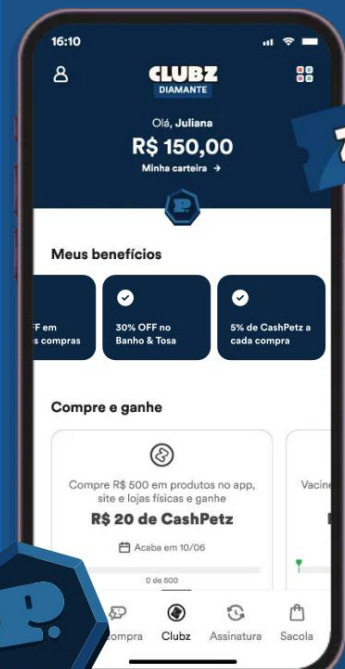 16:10
CLUBZ
DIAMANTE
Olá, Juliana
R$ 150,00
Minha carteira →
P.
Meus benefícios
em
compras
30% OFF no
Banho & Tosa
5% de CashPetz a
cada compra
Compre e ganhe
Compre R$ 500 em produtos no app,
site e lojas físicas e ganhe
R$ 20 de CashPetz
Acaba em 10/06
0 de 500
Clubz
Assinatura
Sacola
P.